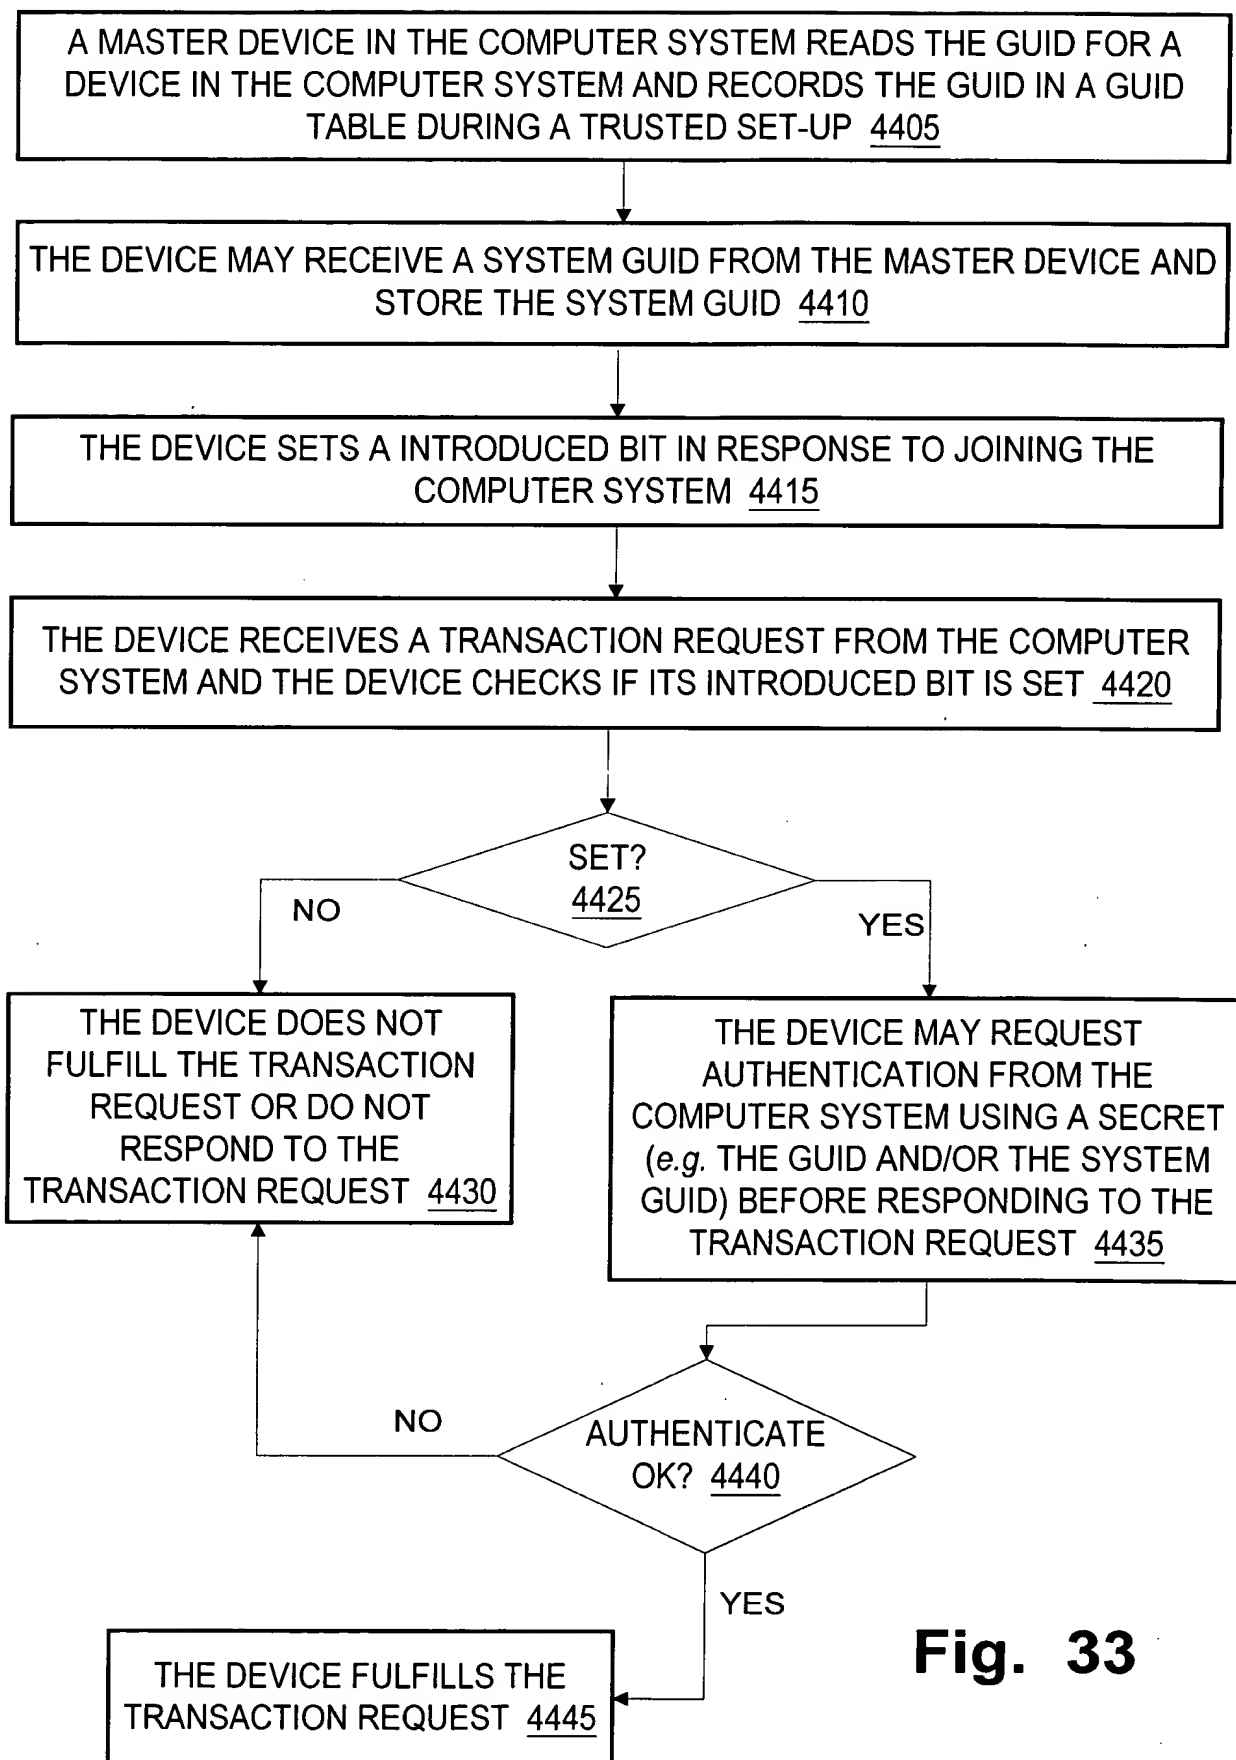 A MASTER DEVICE IN THE COMPUTER SYSTEM READS THE GUID FOR A
DEVICE IN THE COMPUTER SYSTEM AND RECORDS THE GUID IN A GUID
TABLE DURING A TRUSTED SET-UP 4405
THE DEVICE MAY RECEIVE A SYSTEM GUID FROM THE MASTER DEVICE AND
STORE THE SYSTEM GUID 4410
THE DEVICE SETS A INTRODUCED BIT IN RESPONSE TO JOINING THE
COMPUTER SYSTEM 4415
THE DEVICE RECEIVES A TRANSACTION REQUEST FROM THE COMPUTER
SYSTEM AND THE DEVICE CHECKS IF ITS INTRODUCED BIT IS SET 4420
SET?
4425
NO
YES
THE DEVICE DOES NOT
FULFILL THE TRANSACTION
REQUEST OR DO NOT
RESPOND TO THE
TRANSACTION REQUEST 4430
THE DEVICE MAY REQUEST
AUTHENTICATION FROM THE
COMPUTER SYSTEM USING A SECRET
(e.g. THE GUID AND/OR THE SYSTEM
GUID) BEFORE RESPONDING TO THE
TRANSACTION REQUEST 4435
NO
AUTHENTICATE
OK? 4440
YES
THE DEVICE FULFILLS THE
TRANSACTION REQUEST 4445
Fig. 33